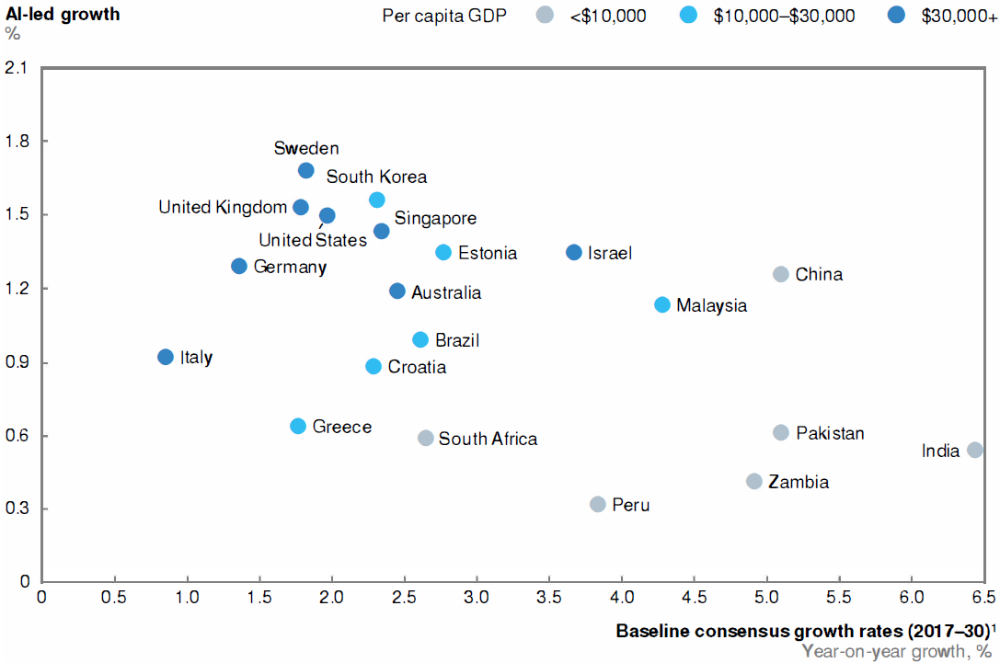 AI-led growth
%
Per capita GDP <$10,000 $10,000–$30,000 $30,000+
2.1
1.8
1.5
1.2
0.9
0.6
0.3
0
Sweden
South Korea
United Kingdom
Singapore
United States
Estonia
Israel
Germany
China
Australia
Malaysia
Brazil
Italy
Croatia
Greece
South Africa
Pakistan
India
Zambia
Peru
0 0.5 1.0 1.5 2.0 2.5 3.0 3.5 4.0 4.5 5.0 5.5 6.0 6.5
Baseline consensus growth rates (2017–30)¹
Year-on-year growth, %